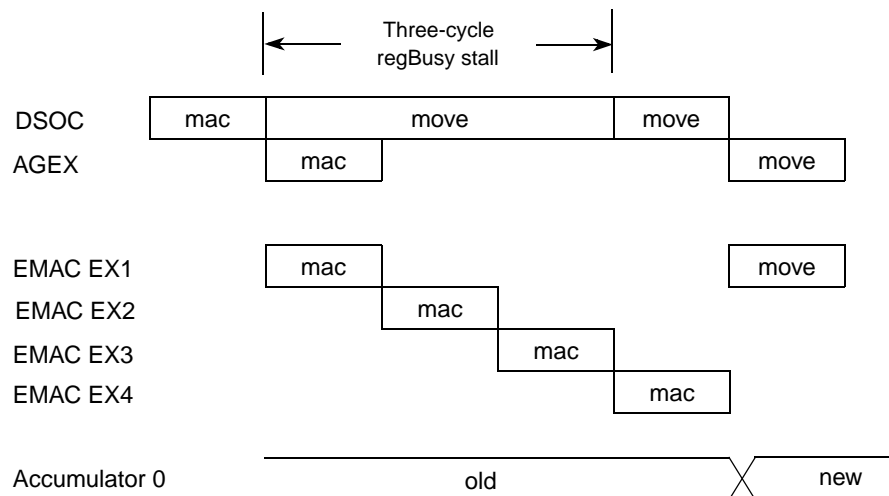 Three-cycle
regBusy stall
DSOC mac move move
AGEX mac move
EMAC EX1 mac move
EMAC EX2 mac
EMAC EX3 mac
EMAC EX4 mac
Accumulator 0 old new